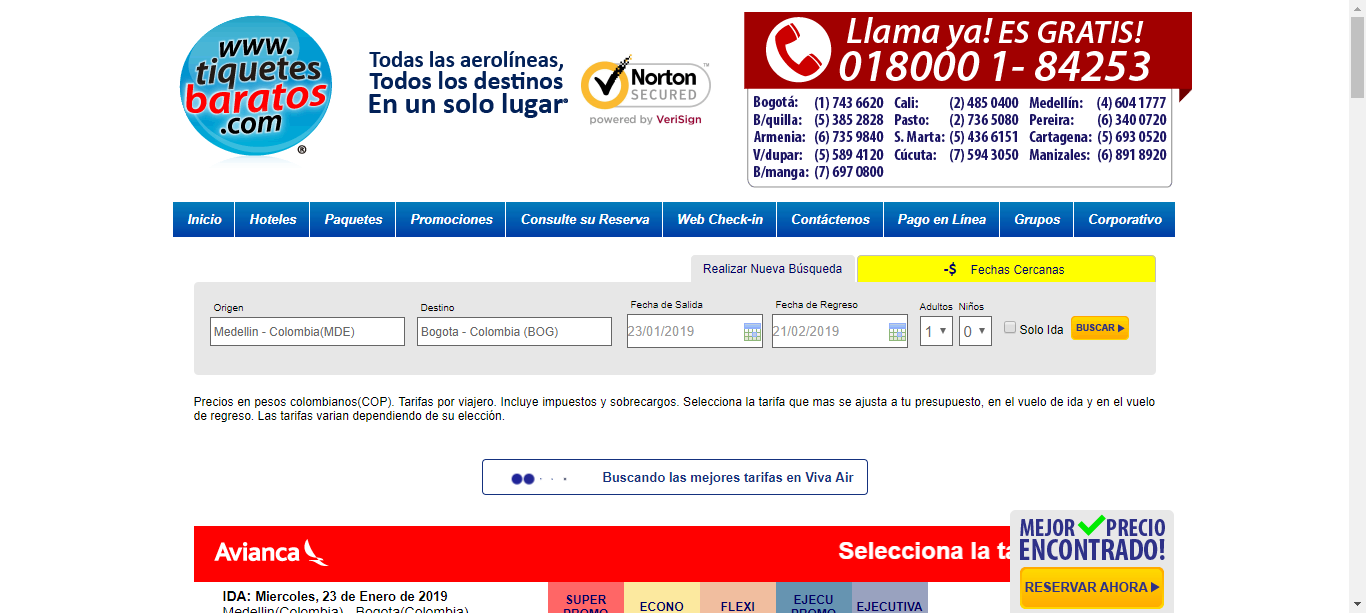 www.
tiquetes
baratos
.com
®
Todas las aerolíneas,
Todos los destinos
En un solo lugar®
Norton™
SECURED
powered by VeriSign
Llama ya! ES GRATIS!
018000 1- 84253
Bogotá: (1) 743 6620 Cali: (2) 485 0400 Medellín: (4) 604 1777
B/quilla: (5) 385 2828 Pasto: (2) 736 5080 Pereira: (6) 340 0720
Armenia: (6) 735 9840 S. Marta: (5) 436 6151 Cartagena: (5) 693 0520
V/dupar: (5) 589 4120 Cúcuta: (7) 594 3050 Manizales: (6) 891 8920
B/manga: (7) 697 0800
Inicio Hoteles Paquetes Promociones Consulte su Reserva Web Check-in Contáctenos Pago en Línea Grupos Corporativo
Realizar Nueva Búsqueda -$ Fechas Cercanas
Origen Destino Fecha de Salida Fecha de Regreso Adultos Niños
Medellin - Colombia(MDE) Bogota - Colombia (BOG) 23/01/2019 21/02/2019 1 0 Solo Ida BUSCAR
Precios en pesos colombianos(COP). Tarifas por viajero. Incluye impuestos y sobrecargos. Selecciona la tarifa que mas se ajusta a tu presupuesto, en el vuelo de ida y en el vuelo
de regreso. Las tarifas varian dependiendo de su elección.
Buscando las mejores tarifas en Viva Air
Avianca Selecciona la ta
MEJOR PRECIO
ENCONTRADO!
RESERVAR AHORA
IDA: Miercoles, 23 de Enero de 2019
Medellin(Colombia) - Bogota(Colombia)
SUPER PROMO ECONO FLEXI EJECU PROMO EJECUTIVA